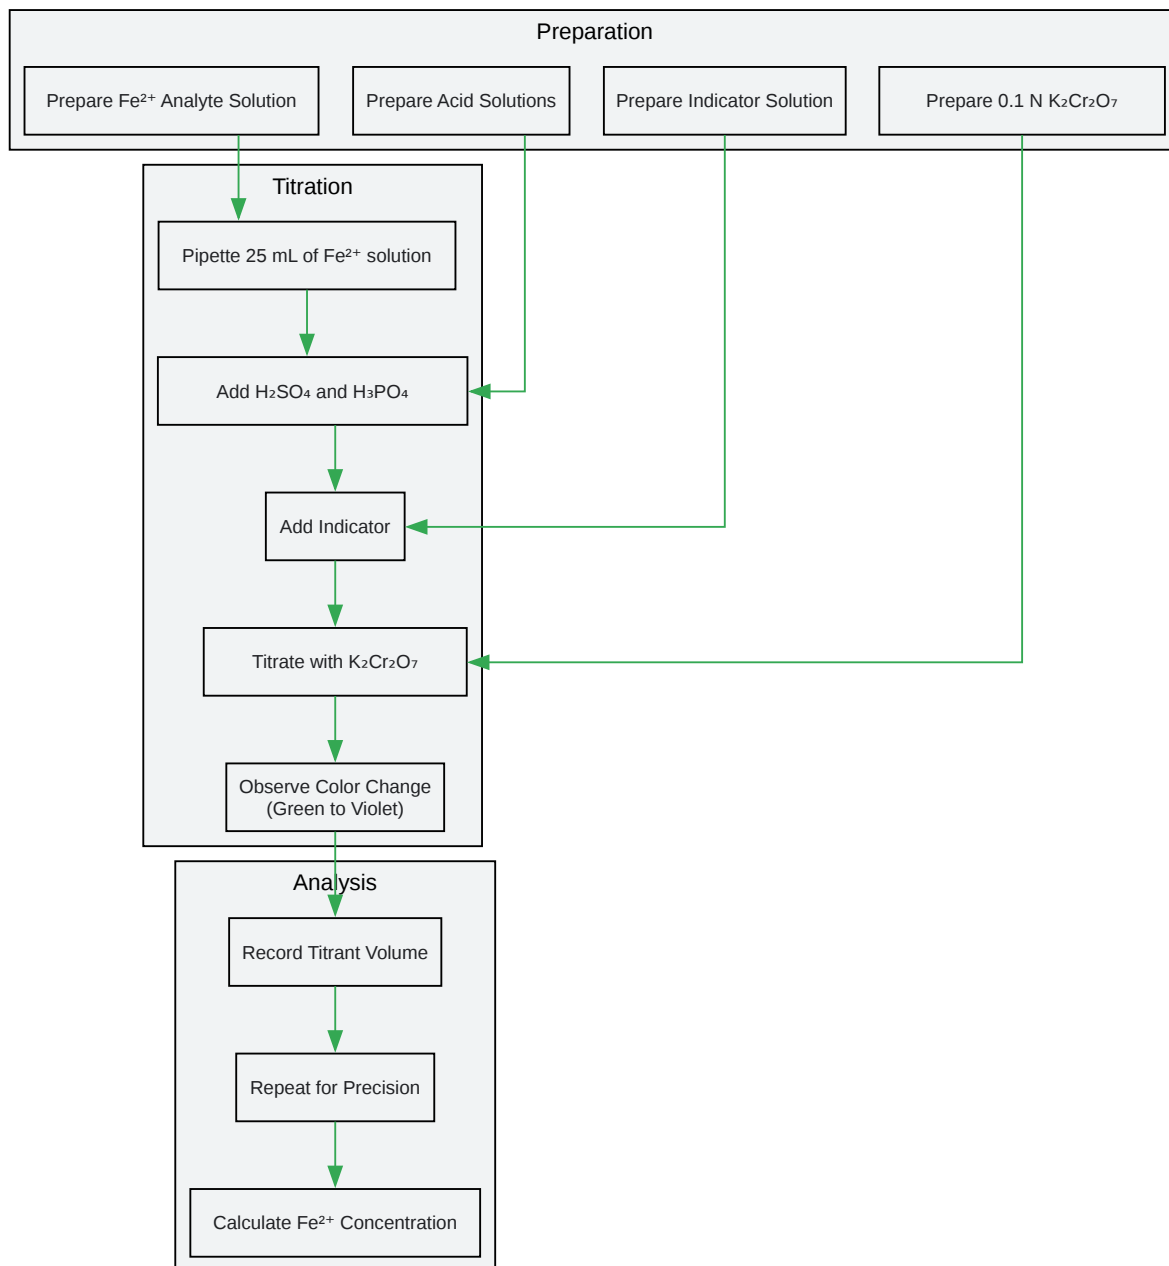 Preparation
Prepare Fe²⁺ Analyte Solution
Prepare Acid Solutions
Prepare Indicator Solution
Prepare 0.1 N K₂Cr₂O₇
Titration
Pipette 25 mL of Fe²⁺ solution
Add H₂SO₄ and H₃PO₄
Add Indicator
Titrate with K₂Cr₂O₇
Observe Color Change
(Green to Violet)
Analysis
Record Titrant Volume
Repeat for Precision
Calculate Fe²⁺ Concentration